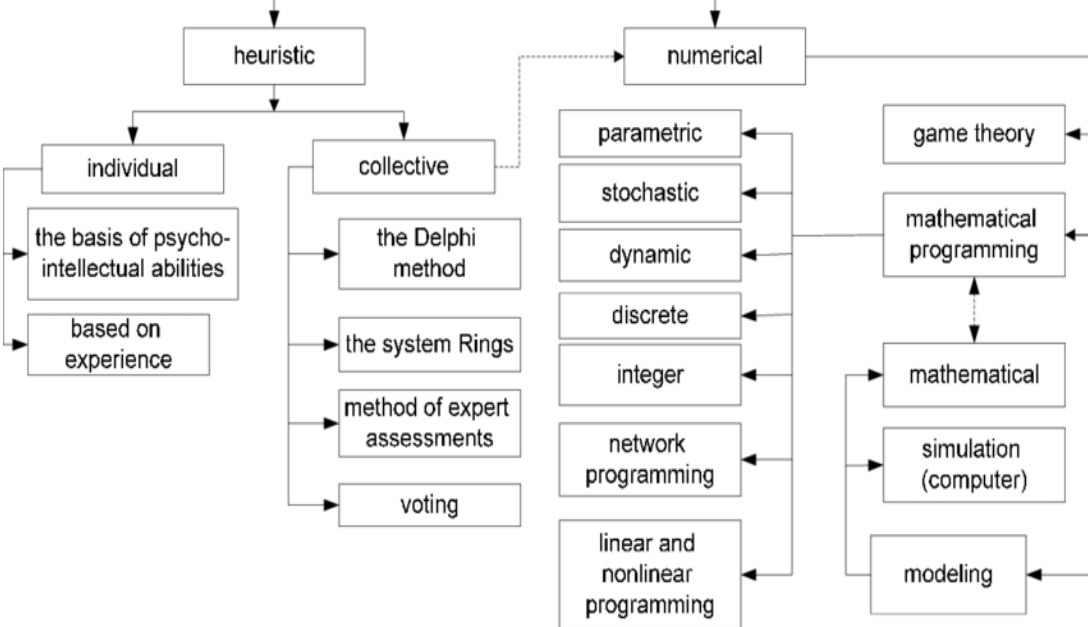 heuristic
numerical
individual
collective
the basis of psycho-
intellectual abilities
based on
experience
the Delphi
method
the system Rings
method of expert
assessments
voting
parametric
stochastic
dynamic
discrete
integer
network
programming
linear and
nonlinear
programming
game theory
mathematical
programming
mathematical
simulation
(computer)
modeling